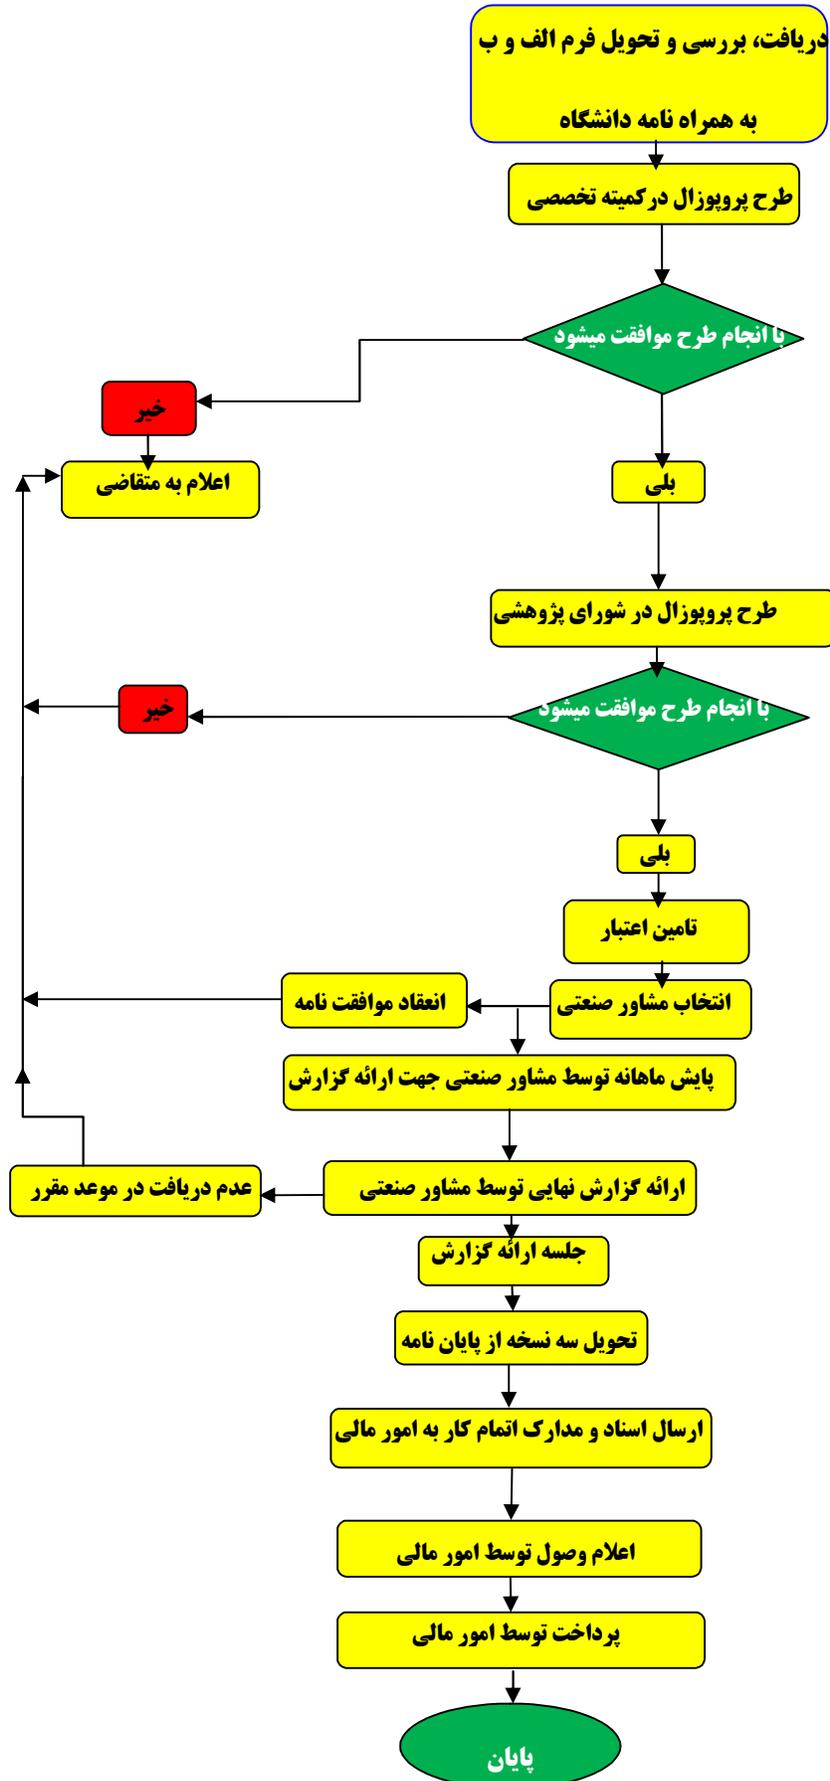 دریافت، بررسی و تحویل فرم الف و ب
به همراه نامه دانشگاه
طرح پروپوزال درکمیته تخصصی
با انجام طرح موافقت میشود
خیر
اعلام به متقاضی
بلی
طرح پروپوزال در شورای پژوهشی
با انجام طرح موافقت میشود
خیر
بلی
تامین اعتبار
انتخاب مشاور صنعتی
انعقاد موافقت نامه
پایش ماهانه توسط مشاور صنعتی جهت ارائه گزارش
ارائه گزارش نهایی توسط مشاور صنعتی
عدم دریافت در موعد مقرر
جلسه ارائه گزارش
تحویل سه نسخه از پایان نامه
ارسال اسناد و مدارک اتمام کار به امور مالی
اعلام وصول توسط امور مالی
پرداخت توسط امور مالی
پایان